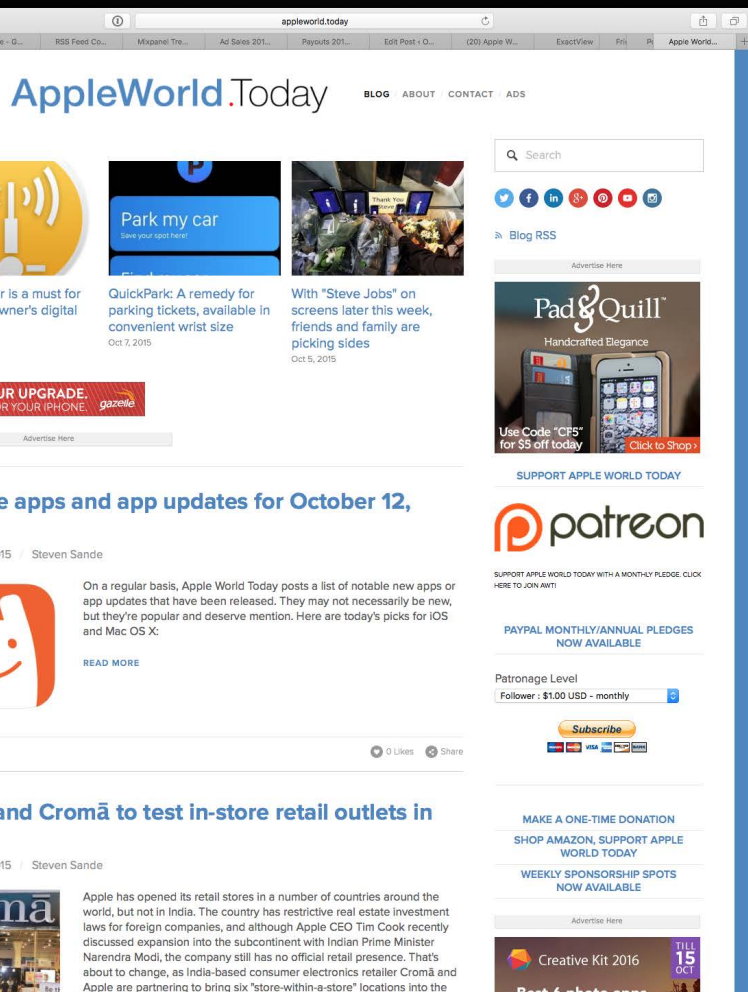 appleworld.today
RSS Feed Co...
Mixpanel Tre...
Ad Sales 201...
Payouts 201...
Edit Post ‹ O...
(20) Apple W...
ExactView
Apple World...
AppleWorld.Today
BLOG / ABOUT / CONTACT / ADS
Search
Blog RSS
Advertise Here
Park my car
Save your spot here!
Thank You
Steve
r is a must for
wner's digital
QuickPark: A remedy for
parking tickets, available in
convenient wrist size
Oct 7, 2015
With "Steve Jobs" on
screens later this week,
friends and family are
picking sides
Oct 5, 2015
UR UPGRADE.
OR YOUR IPHONE.
gazelle
Advertise Here
Pad & Quill
Handcrafted Elegance
Use Code "CF5"
for $5 off today
Click to Shop ›
SUPPORT APPLE WORLD TODAY
patreon
SUPPORT APPLE WORLD TODAY WITH A MONTHLY PLEDGE. CLICK
HERE TO JOIN AWT!
PAYPAL MONTHLY/ANNUAL PLEDGES
NOW AVAILABLE
Patronage Level
Follower : $1.00 USD - monthly
Subscribe
VISA
BANK
e apps and app updates for October 12,
15 / Steven Sande
On a regular basis, Apple World Today posts a list of notable new apps or
app updates that have been released. They may not necessarily be new,
but they're popular and deserve mention. Here are today's picks for iOS
and Mac OS X:
READ MORE
0 Likes
Share
and Cromā to test in-store retail outlets in
15 / Steven Sande
mā
Apple has opened its retail stores in a number of countries around the
world, but not in India. The country has restrictive real estate investment
laws for foreign companies, and although Apple CEO Tim Cook recently
discussed expansion into the subcontinent with Indian Prime Minister
Narendra Modi, the company still has no official retail presence. That's
about to change, as India-based consumer electronics retailer Cromā and
Apple are partnering to bring six "store-within-a-store" locations into the
MAKE A ONE-TIME DONATION
SHOP AMAZON, SUPPORT APPLE
WORLD TODAY
WEEKLY SPONSORSHIP SPOTS
NOW AVAILABLE
Advertise Here
Creative Kit 2016
TILL
15
OCT
Best 6 photo apps